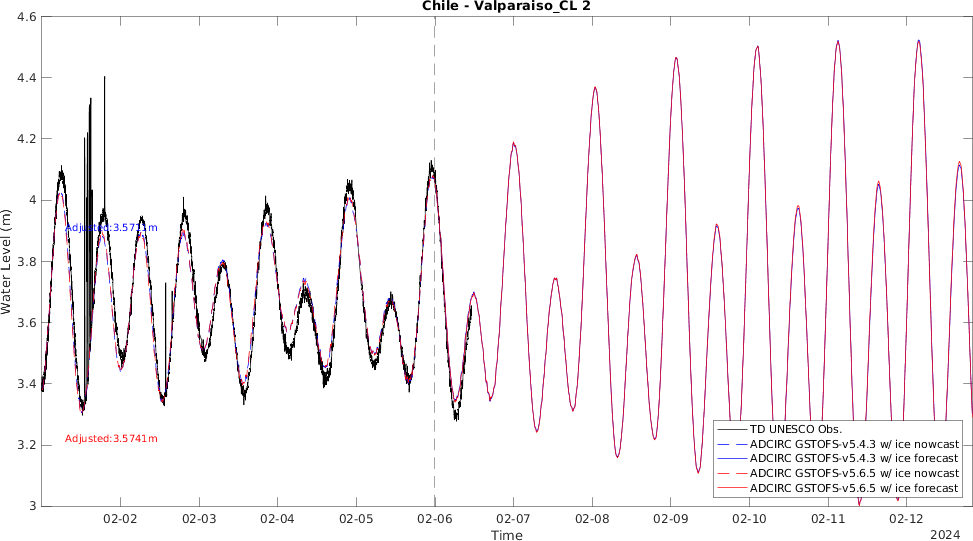 Chile - Valparaiso_CL 2
4.6
4.4
4.2
4
3.8
3.6
3.4
3.2
3
Water Level (m)
Adjusted:3.5741m
TD UNESCO Obs.
ADCIRC GSTOFS-v5.4.3 w/ ice nowcast
ADCIRC GSTOFS-v5.4.3 w/ ice forecast
ADCIRC GSTOFS-v5.6.5 w/ ice nowcast
ADCIRC GSTOFS-v5.6.5 w/ ice forecast
02-02 02-03 02-04 02-05 02-06 02-07 02-08 02-09 02-10 02-11 02-12
Time
2024